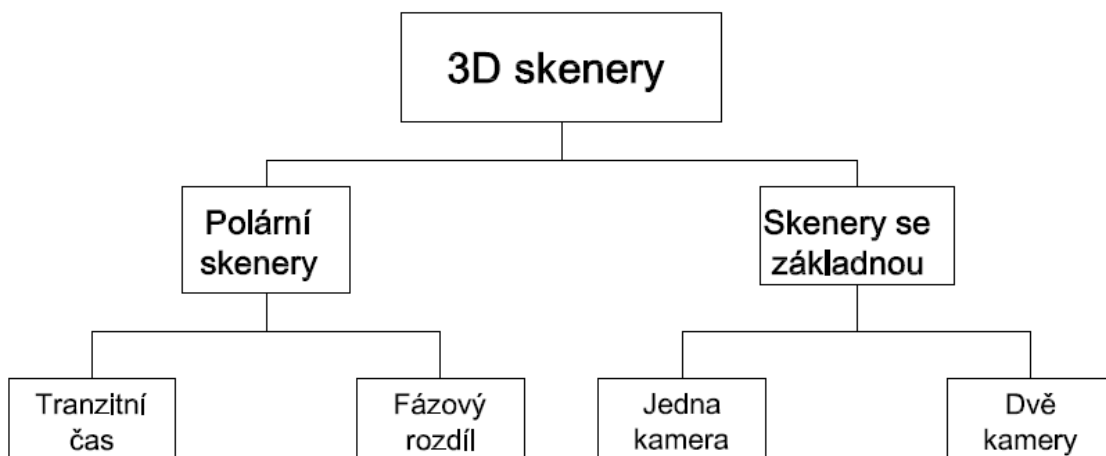 3D skenery
Polární
skenery
Skenery se
základnou
Tranzitní
čas
Fázový
rozdíl
Jedna
kamera
Dvě
kamery